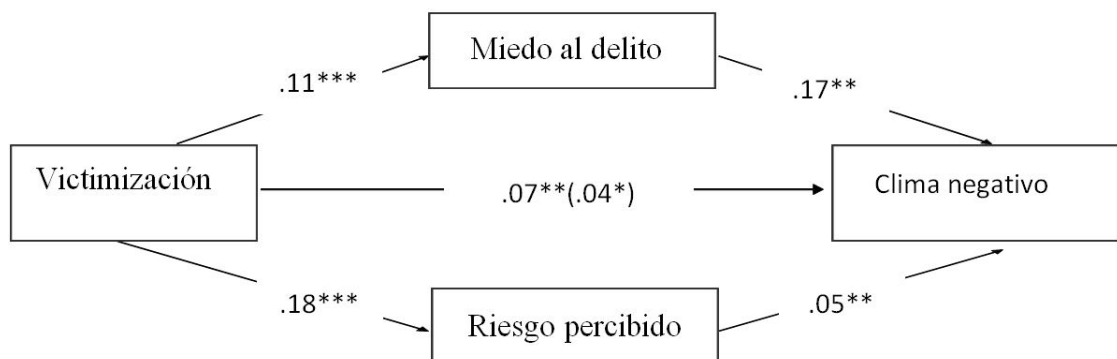 Miedo al delito
.11***
.17**
Victimización
.07**(.04*)
Clima negativo
.18***
.05**
Riesgo percibido